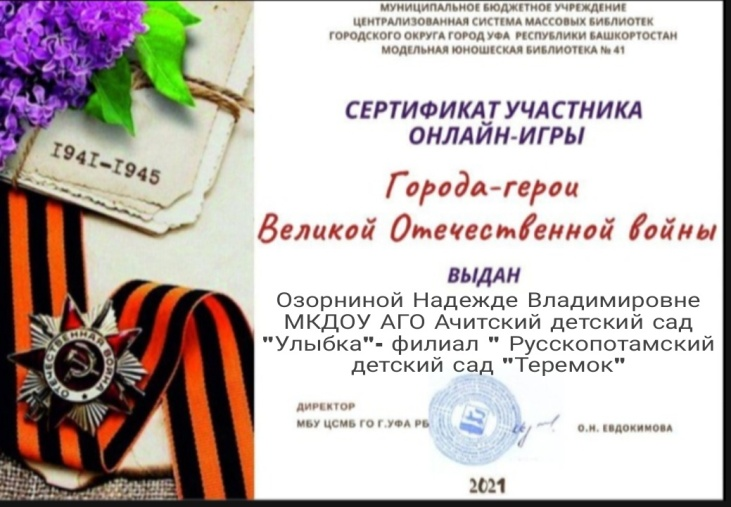 МУНИЦИПАЛЬНОЕ БЮДЖЕТНОЕ УЧРЕЖДЕНИЕ
ЦЕНТРАЛИЗОВАННАЯ СИСТЕМА МАССОВЫХ БИБЛИОТЕК
ГОРОДСКОГО ОКРУГА ГОРОД УФА РЕСПУБЛИКИ БАШКОРТОСТАН
МОДЕЛЬНАЯ ЮНОШЕСКАЯ БИБЛИОТЕКА № 41
СЕРТИФИКАТ УЧАСТНИКА
ОНЛАЙН-ИГРЫ
1941-1945
Города-герои
Великой Отечественной войны
ВЫДАН
Озорниной Надежде Владимировне
МКДОУ АГО Ачитский детский сад
"Улыбка"- филиал " Русскопотамский
детский сад "Теремок"
ОТЕЧЕСТВЕННАЯ ВОЙНА
ДИРЕКТОР
МБУ ЦСМБ ГО Г.УФА РБ
О.Н. ЕВДОКИМОВА
2021